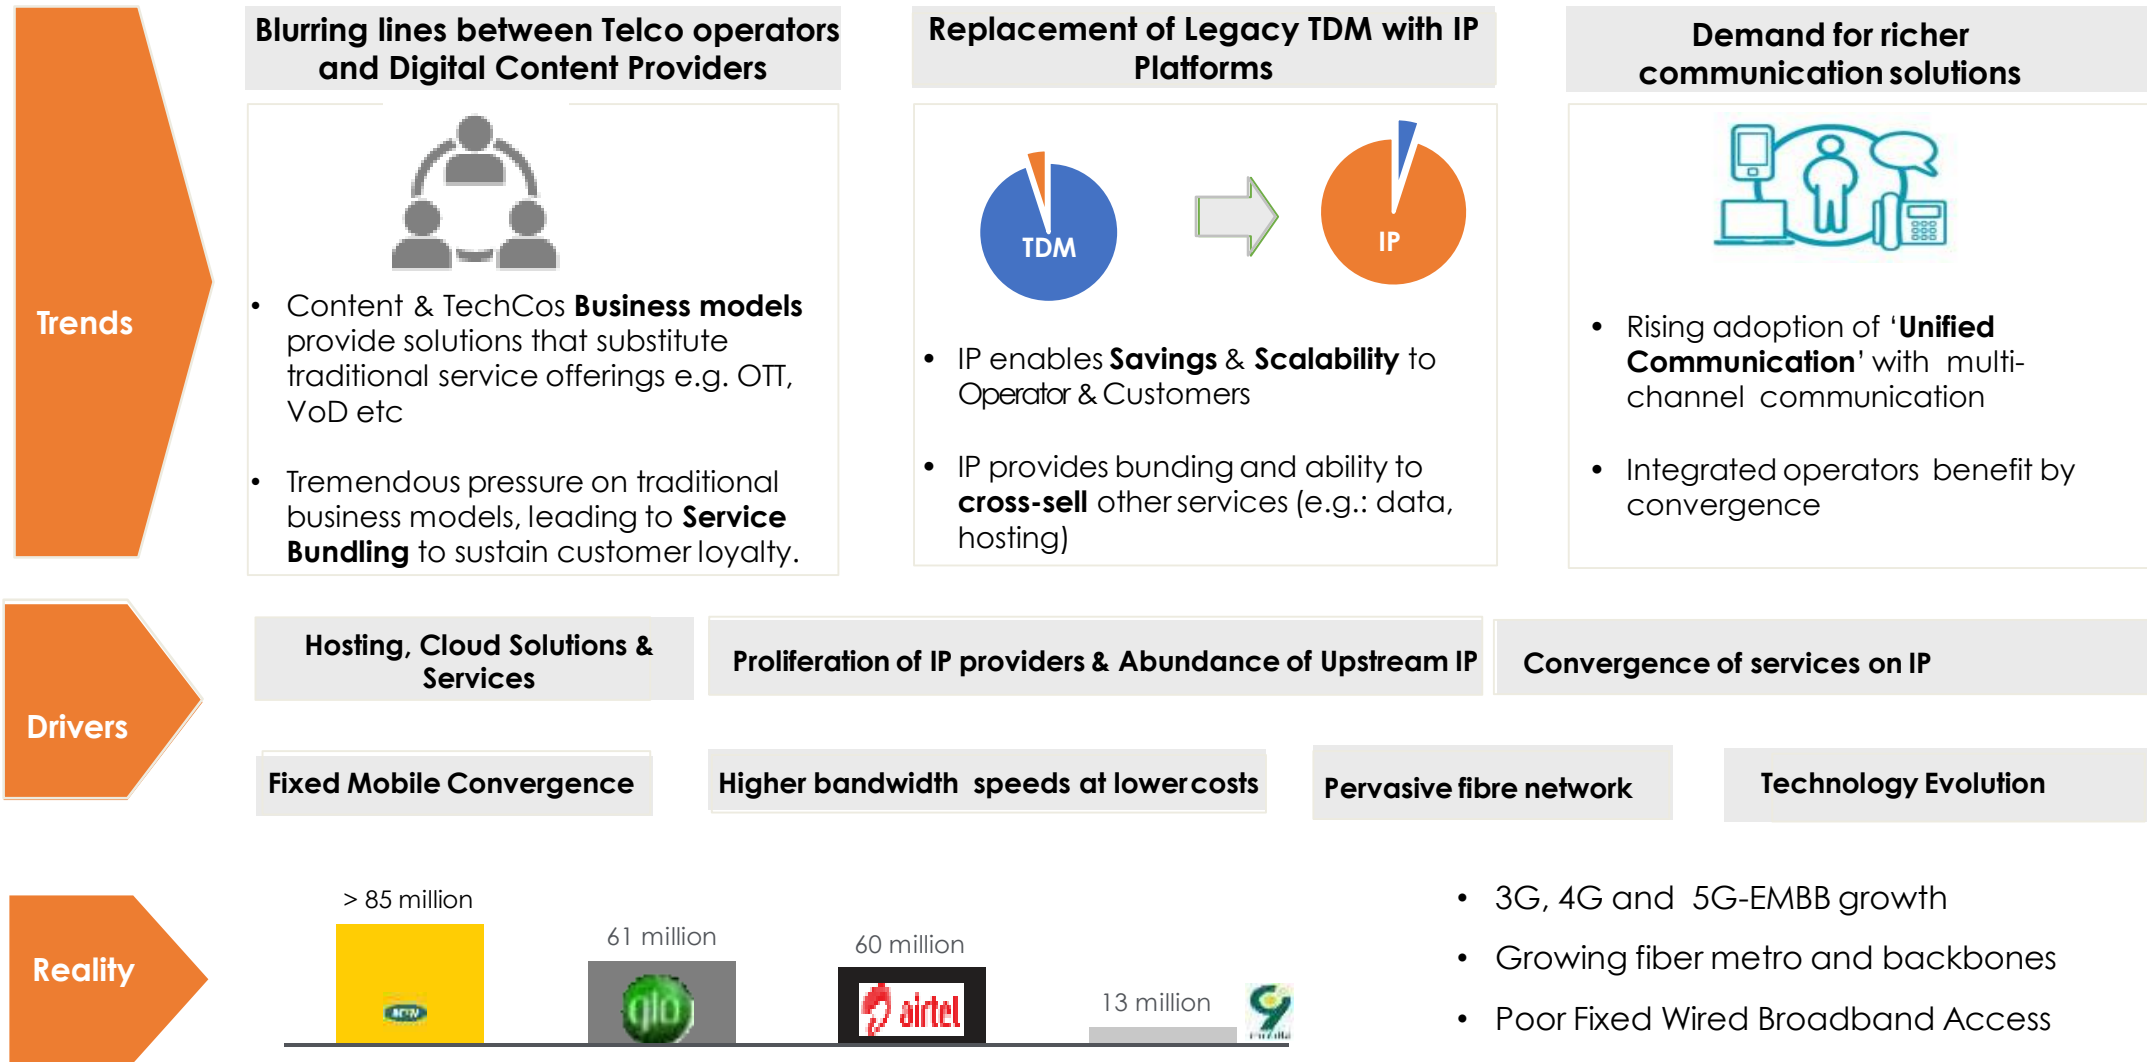 Blurring lines between Telco operators
and Digital Content Providers
Replacement of Legacy TDM with IP
Platforms
Demand for richer
communication solutions
Trends
TDM
IP
• Content & TechCos Business models
provide solutions that substitute
traditional service offerings e.g. OTT,
VoD etc
• Tremendous pressure on traditional
business models, leading to Service
Bundling to sustain customer loyalty.
• IP enables Savings & Scalability to
Operator & Customers
• IP provides bunding and ability to
cross-sell other services (e.g.: data,
hosting)
• Rising adoption of ‘Unified
Communication’ with multi-
channel communication
• Integrated operators benefit by
convergence
Drivers
Hosting, Cloud Solutions &
Services
Proliferation of IP providers & Abundance of Upstream IP
Convergence of services on IP
Fixed Mobile Convergence
Higher bandwidth speeds at lower costs
Pervasive fibre network
Technology Evolution
Reality
> 85 million
61 million
60 million
13 million
MTN
glo
airtel
9
• 3G, 4G and 5G-EMBB growth
• Growing fiber metro and backbones
• Poor Fixed Wired Broadband Access